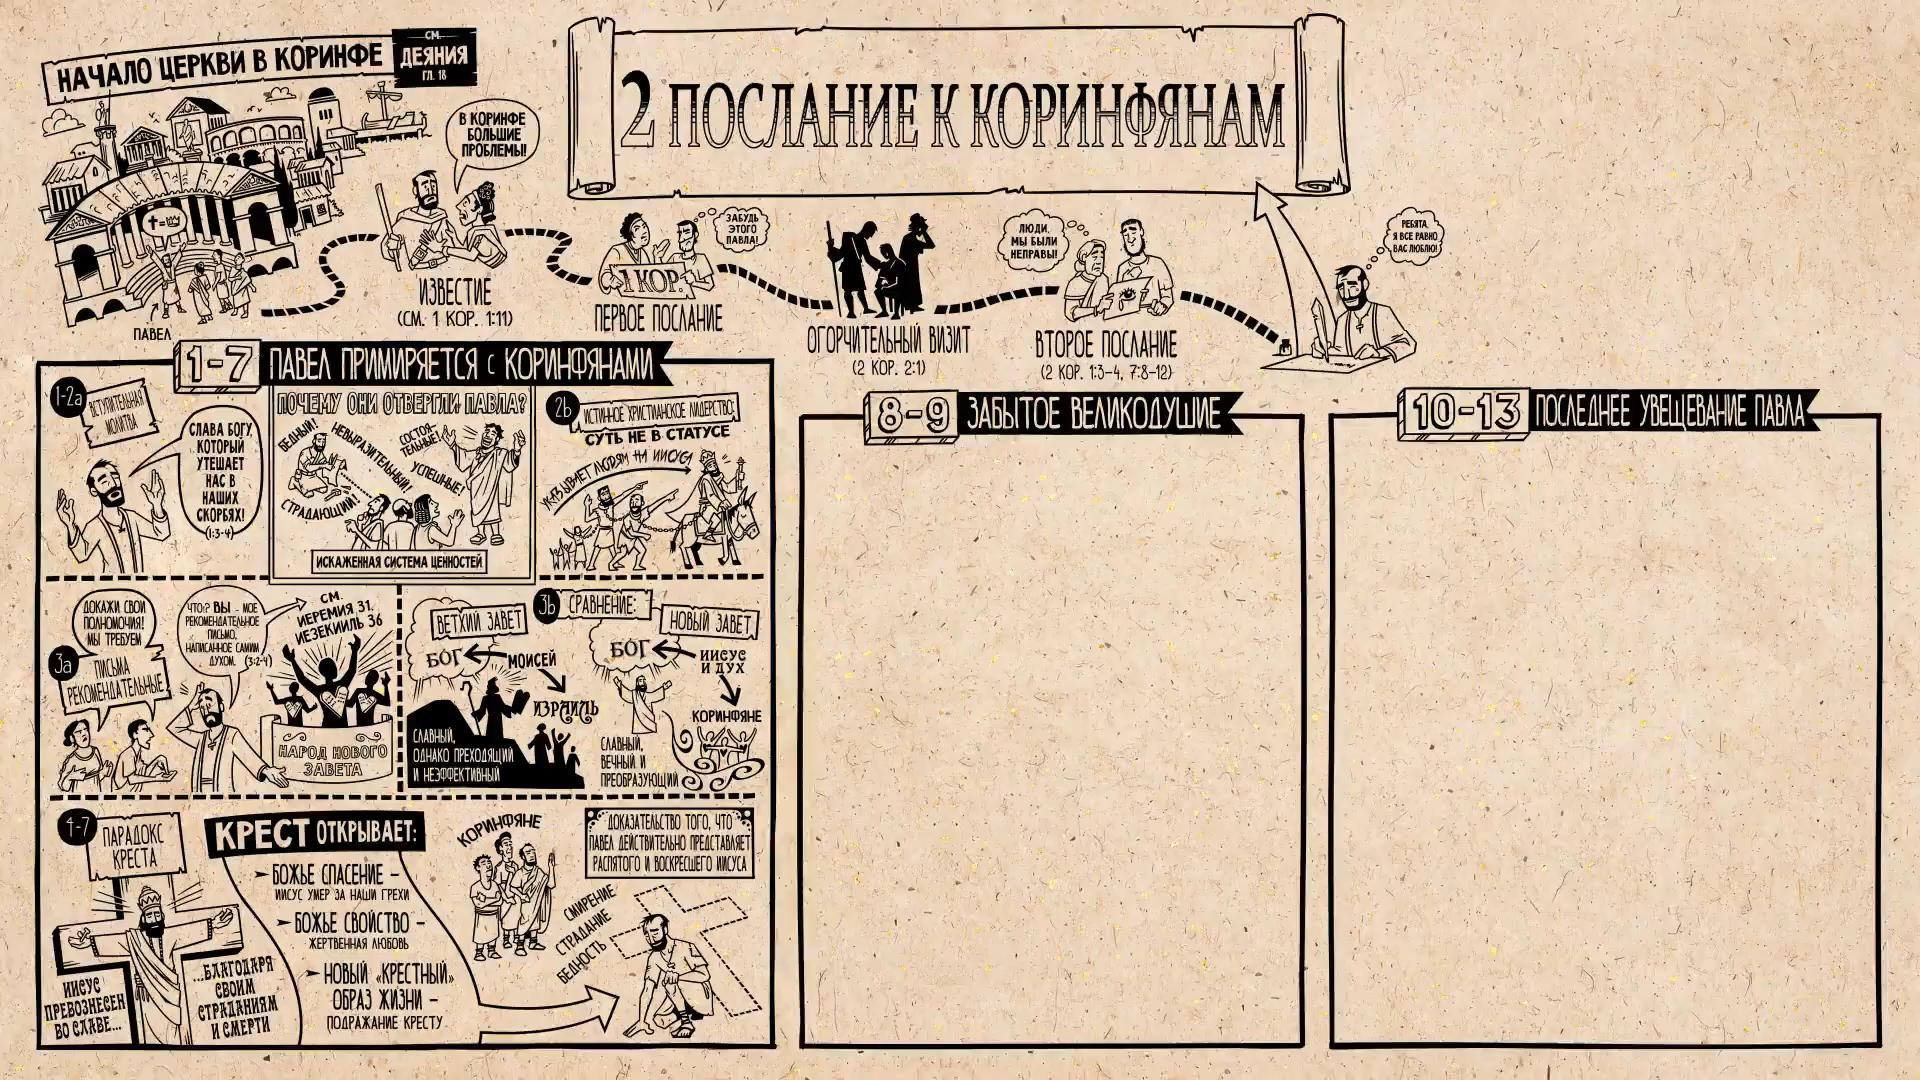 НАЧАЛО ЦЕРКВИ В КОРИНФЕ
СМ.
ДЕЯНИЯ
ГЛ. 18
2 ПОСЛАНИЕ К КОРИНФЯНАМ
В КОРИНФЕ
БОЛЬШИЕ
ПРОБЛЕМЫ!
ПАВЕЛ
ИЗВЕСТИЕ
(СМ. 1 КОР. 1:11)
ЗАБУДЬ
ЭТОГО
ПАВЛА!
1 КОР.
ПЕРВОЕ ПОСЛАНИЕ
ОГОРЧИТЕЛЬНЫЙ ВИЗИТ
(2 КОР. 2:1)
ЛЮДИ,
МЫ БЫЛИ
НЕПРАВЫ!
ВТОРОЕ ПОСЛАНИЕ
(2 КОР. 1:3-4, 7:8-12)
РЕБЯТА,
Я ВСЕ РАВНО
ВАС ЛЮБЛЮ!
1-7 ПАВЕЛ ПРИМИРЯЕТСЯ С КОРИНФЯНАМИ
1-2a
ВСТУПИТЕЛЬНАЯ
МОЛИТВА
СЛАВА БОГУ,
КОТОРЫЙ
УТЕШАЕТ
НАС В
НАШИХ
СКОРБЯХ!
(1:3-4)
ПОЧЕМУ ОНИ ОТВЕРГЛИ ПАВЛА?
БЕДНЫЙ!
НЕВЫРАЗИТЕЛЬНЫЙ!
СТРАДАЮЩИЙ!
СОСТОЯ-
ТЕЛЬНЫЕ!
УСПЕШНЫЕ!
ИСКАЖЕННАЯ СИСТЕМА ЦЕННОСТЕЙ
2b
ИСТИННОЕ ХРИСТИАНСКОЕ ЛИДЕРСТВО:
СУТЬ НЕ В СТАТУСЕ
УКАЗЫВАЕТ ЛЮДЯМ НА ИИСУСА
ДОКАЖИ СВОИ
ПОЛНОМОЧИЯ!
МЫ ТРЕБУЕМ
3a
ПИСЬМА
РЕКОМЕНДАТЕЛЬНЫЕ
ЧТО? ВЫ - МОЕ
РЕКОМЕНДАТЕЛЬНОЕ
ПИСЬМО,
НАПИСАННОЕ САМИМ
ДУХОМ. (3:2-4)
СМ.
ИЕРЕМИЯ 31,
ИЕЗЕКИИЛЬ 36
НАРОД НОВОГО
ЗАВЕТА
3b
СРАВНЕНИЕ:
ВЕТХИЙ ЗАВЕТ
БОГ
МОИСЕЙ
ИЗРАИЛЬ
СЛАВНЫЙ,
ОДНАКО ПРЕХОДЯЩИЙ
И НЕЭФФЕКТИВНЫЙ
НОВЫЙ ЗАВЕТ
БОГ
ИИСУС
И ДУХ
КОРИНФЯНЕ
СЛАВНЫЙ,
ВЕЧНЫЙ И
ПРЕОБРАЗУЮЩИЙ
4-7
ПАРАДОКС
КРЕСТА
ИИСУС
ПРЕВОЗНЕСЕН
ВО СЛАВЕ...
...БЛАГОДАРЯ
СВОИМ
СТРАДАНИЯМ
И СМЕРТИ
КРЕСТ ОТКРЫВАЕТ:
БОЖЬЕ СПАСЕНИЕ -
ИИСУС УМЕР ЗА НАШИ ГРЕХИ
БОЖЬЕ СВОЙСТВО -
ЖЕРТВЕННАЯ ЛЮБОВЬ
НОВЫЙ «КРЕСТНЫЙ»
ОБРАЗ ЖИЗНИ -
ПОДРАЖАНИЕ КРЕСТУ
КОРИНФЯНЕ
ДОКАЗАТЕЛЬСТВО ТОГО, ЧТО
ПАВЕЛ ДЕЙСТВИТЕЛЬНО ПРЕДСТАВЛЯЕТ
РАСПЯТОГО И ВОСКРЕСШЕГО ИИСУСА
СМИРЕНИЕ
СТРАДАНИЕ
БЕДНОСТЬ
8-9 ЗАБЫТОЕ ВЕЛИКОДУШИЕ
10-13 ПОСЛЕДНЕЕ УВЕЩЕВАНИЕ ПАВЛА